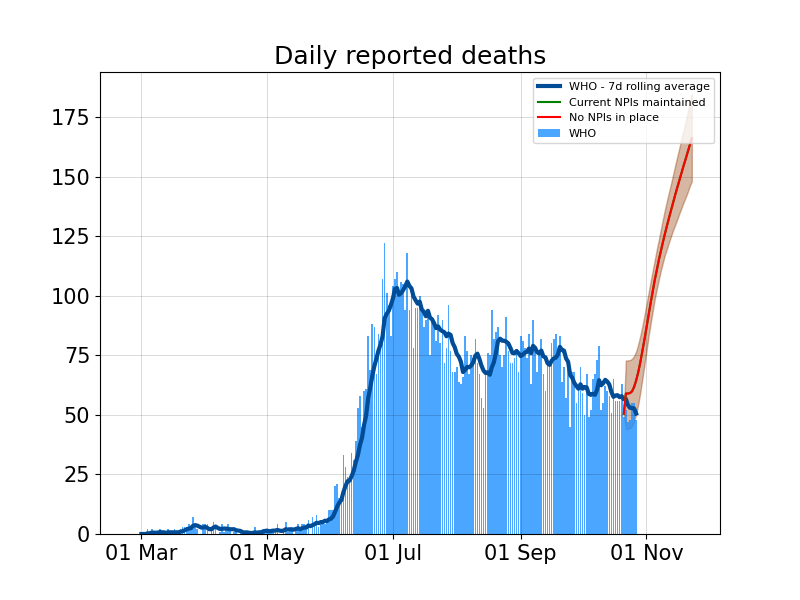 Daily reported deaths
WHO - 7d rolling average
Current NPIs maintained
No NPIs in place
WHO
175
150
125
100
75
50
25
0
01 Mar
01 May
01 Jul
01 Sep
01 Nov